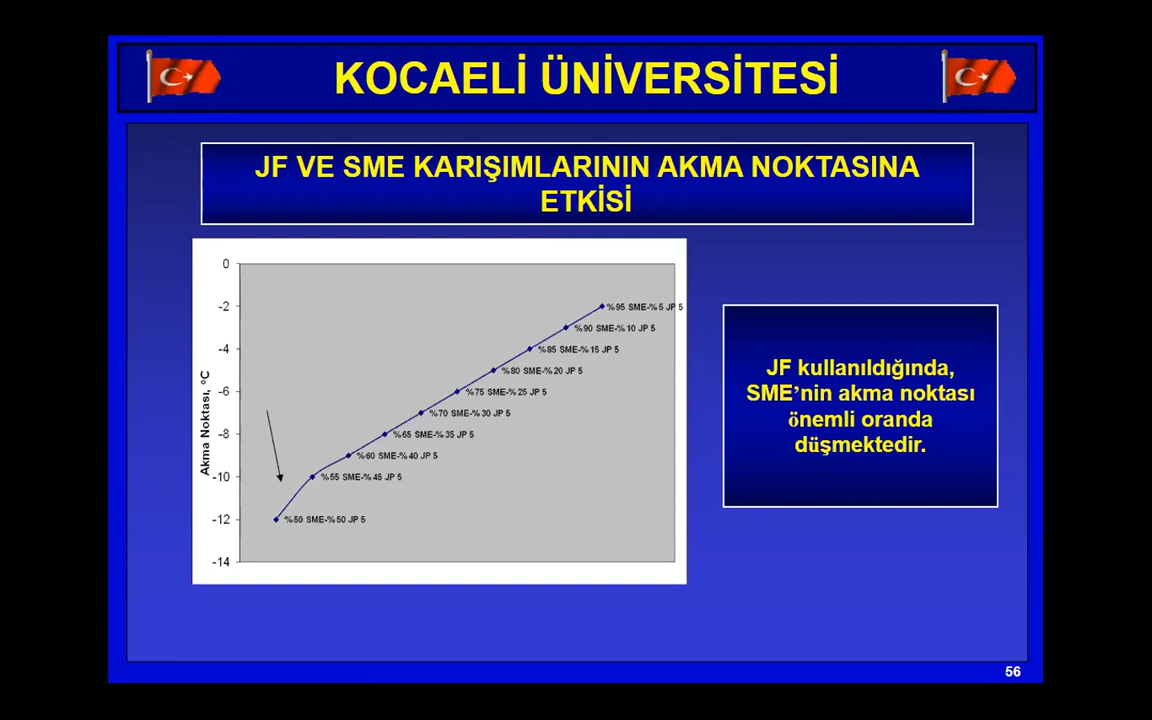 KOCAELİ ÜNİVERSİTESİ
JF VE SME KARIŞIMLARININ AKMA NOKTASINA
ETKİSİ
Akma Noktası, °C
0
-2
-4
-6
-8
-10
-12
-14
%95 SME-%5 JP 5
%90 SME-%10 JP 5
%85 SME-%15 JP 5
%80 SME-%20 JP 5
%75 SME-%25 JP 5
%70 SME-%30 JP 5
%65 SME-%35 JP 5
%60 SME-%40 JP 5
%55 SME-%45 JP 5
%50 SME-%50 JP 5
JF kullanıldığında,
SME’nin akma noktası
önemli oranda
düşmektedir.
56